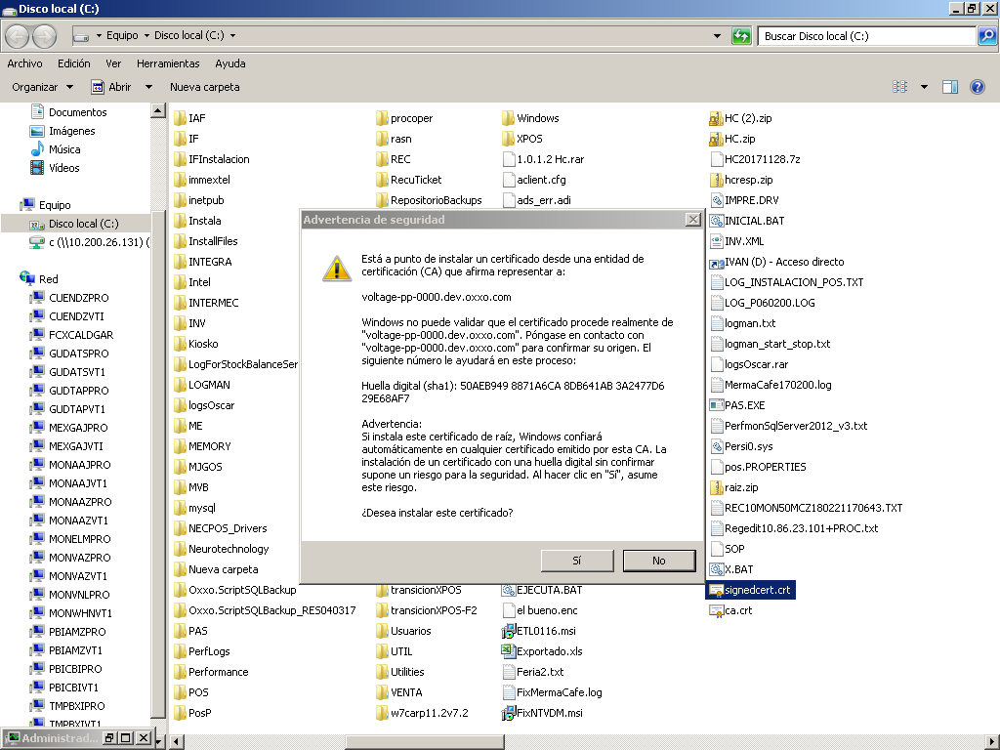 Disco local (C:)
Equipo
Disco local (C:)
Buscar Disco local (C:)
Archivo
Edición
Ver
Herramientas
Ayuda
Organizar
Abrir
Nueva carpeta
Documentos
Imágenes
Música
Vídeos
Equipo
Disco local (C:)
c (\\10.200.26.131) (
Red
CUENDZPRO
CUENDZVTI
FCXCALDGAR
GUDATSPRO
GUDATSVT1
GUDTAPPRO
GUDTAPVT1
MEXGAJPRO
MEXGAJVTI
MONAAJPRO
MONAAJVT1
MONAAZPRO
MONAAZVT1
MONELMPRO
MONVAZPRO
MONVAZVT1
MONVNLPRO
MONWHNVT1
PBIAMZPRO
PBIAMZVT1
PBICBIPRO
PBICBIVT1
TMPBXIPRO
TMPBXIVT1
IAF
IF
IFInstalacion
immextel
inetpub
Instala
InstallFiles
INTEGRA
Intel
INTERMEC
INV
Kiosko
LogForStockBalanceSer
LOGMAN
logsOscar
ME
MEMORY
MJGOS
MVB
mysql
NECPOS_Drivers
Neurotechnology
Nueva carpeta
Oxxo.ScriptSQLBackup
Oxxo.ScriptSQLBackup_RES040317
PAS
PerfLogs
Performance
POS
PosP
procoper
rasn
REC
RecuTicket
RepositorioBackups
transicionXPOS
transicionXPOS-F2
Usuarios
UTIL
Utilities
VENTA
w7carp11.2v7.2
Windows
XPOS
1.0.1.2 Hc.rar
aclient.cfg
ads_err.adi
EJECUTA.BAT
el bueno.enc
ETL0116.msi
Exportado.xls
Feria2.txt
FixMermaCafe.log
FixNTVDM.msi
HC (2).zip
HC.zip
HC20171128.7z
hcresp.zip
IMPRE.DRV
INICIAL.BAT
INV.XML
IVAN (D) - Acceso directo
LOG_INSTALACION_POS.TXT
LOG_P060200.LOG
logman.txt
logman_start_stop.txt
logsOscar.rar
MermaCafe170200.log
PAS.EXE
PerfmonSqlServer2012_v3.txt
Persi0.sys
pos.PROPERTIES
raiz.zip
REC10MON50MCZ180221170643.TXT
Regedit10.86.23.101+PROC.txt
SOP
X.BAT
signedcert.crt
ca.crt
Advertencia de seguridad
Está a punto de instalar un certificado desde una entidad de
certificación (CA) que afirma representar a:
voltage-pp-0000.dev.oxxo.com
Windows no puede validar que el certificado procede realmente de
"voltage-pp-0000.dev.oxxo.com". Póngase en contacto con
"voltage-pp-0000.dev.oxxo.com" para confirmar su origen. El
siguiente número le ayudará en este proceso:
Huella digital (sha1): 50AEB949 8871A6CA 8DB641AB 3A2477D6
29E68AF7
Advertencia:
Si instala este certificado de raíz, Windows confiará
automáticamente en cualquier certificado emitido por esta CA. La
instalación de un certificado con una huella digital sin confirmar
supone un riesgo para la seguridad. Al hacer clic en "Sí", asume
este riesgo.
¿Desea instalar este certificado?
Sí
No
Administrad...